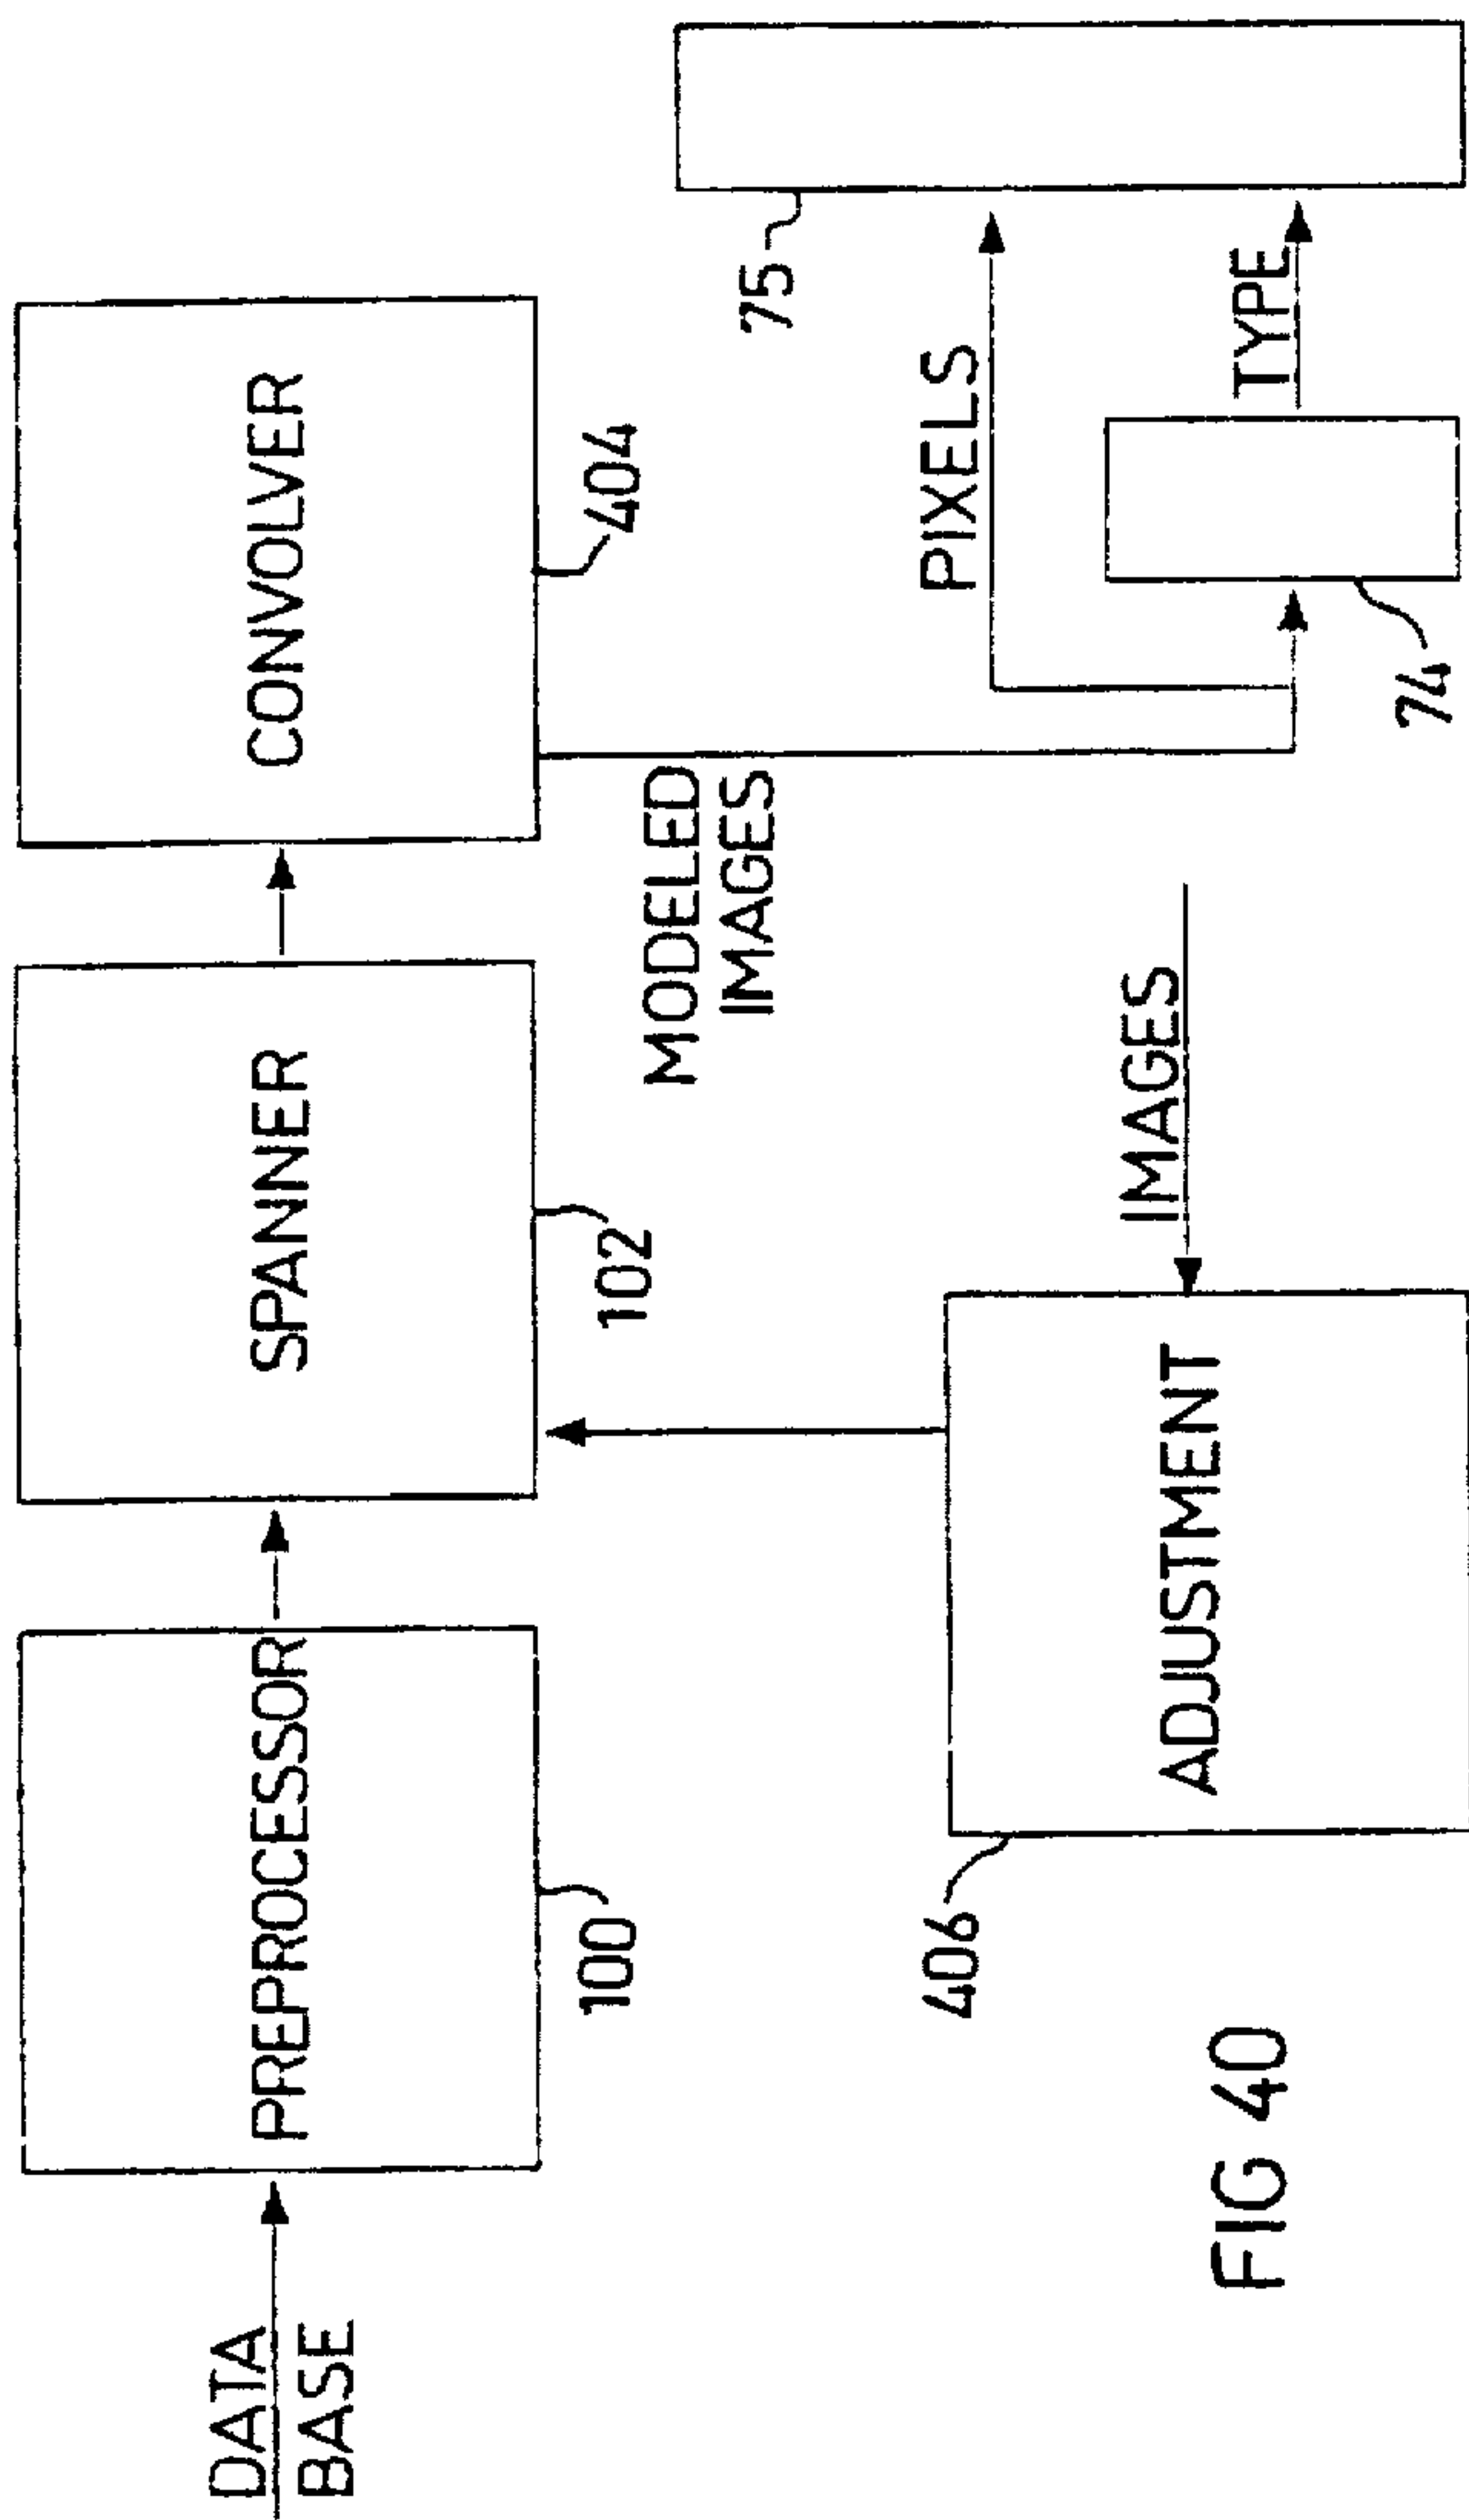 DATA
BASE
PREPROCESSOR
100
SPANNER
102
CONVOLVER
404
MODELED
IMAGES
PIXELS
75
TYPE
74
IMAGES
ADJUSTMENT
406
FIG 40